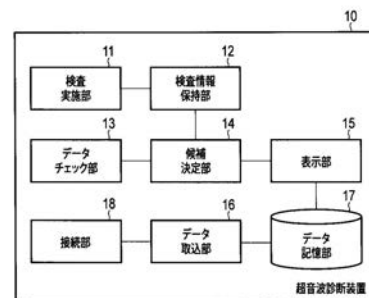 10
11
検査
実施部
12
検査情報
保持部
13
データ
チェック部
14
候補
決定部
15
表示部
18
接続部
16
データ
取込部
17
データ
記憶部
超音波診断装置